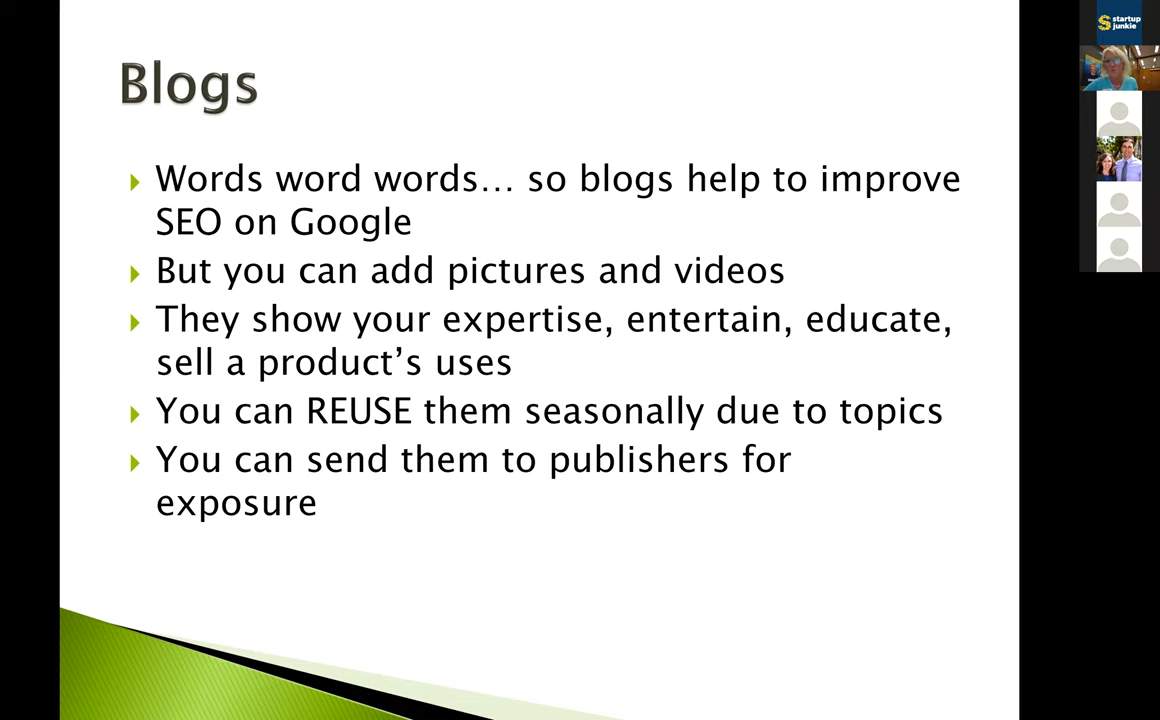 startup
junkie
Blogs
Words word words… so blogs help to improve
SEO on Google
But you can add pictures and videos
They show your expertise, entertain, educate,
sell a product’s uses
You can REUSE them seasonally due to topics
You can send them to publishers for
exposure